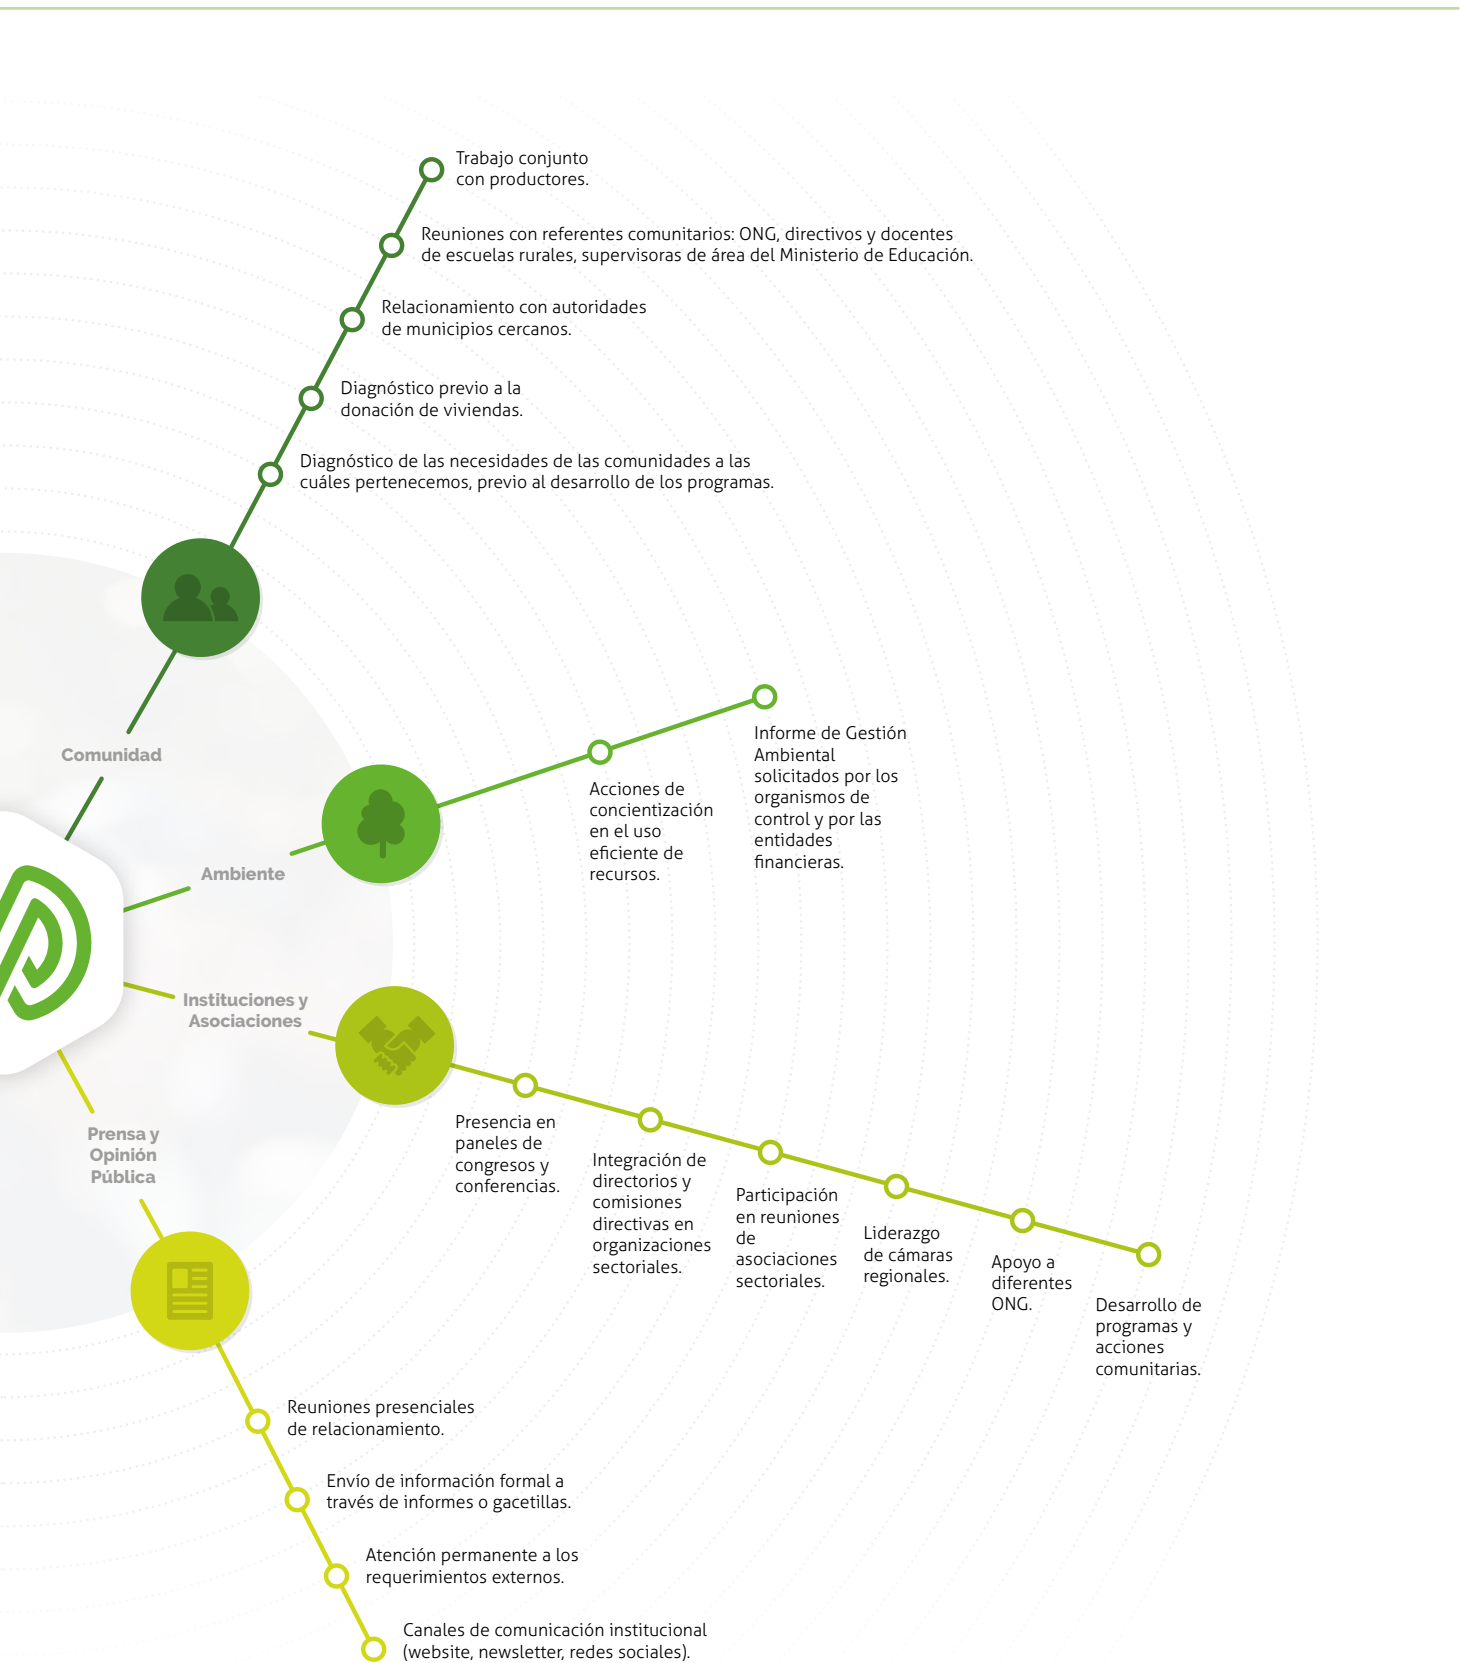 Trabajo conjunto
con productores.
Reuniones con referentes comunitarios: ONG, directivos y docentes
de escuelas rurales, supervisoras de área del Ministerio de Educación.
Relacionamiento con autoridades
de municipios cercanos.
Diagnóstico previo a la
donación de viviendas.
Diagnóstico de las necesidades de las comunidades a las
cuáles pertenecemos, previo al desarrollo de los programas.
Comunidad
Informe de Gestión
Ambiental
solicitados por los
organismos de
control y por las
entidades
financieras.
Acciones de
concientización
en el uso
eficiente de
recursos.
Ambiente
Instituciones y
Asociaciones
Presencia en
paneles de
congresos y
conferencias.
Integración de
directorios y
comisiones
directivas en
organizaciones
sectoriales.
Participación
en reuniones
de
asociaciones
sectoriales.
Liderazgo
de cámaras
regionales.
Apoyo a
diferentes
ONG.
Desarrollo de
programas y
acciones
comunitarias.
Prensa y
Opinión
Pública
Reuniones presenciales
de relacionamiento.
Envío de información formal a
través de informes o gacetillas.
Atención permanente a los
requerimientos externos.
Canales de comunicación institucional
(website, newsletter, redes sociales).